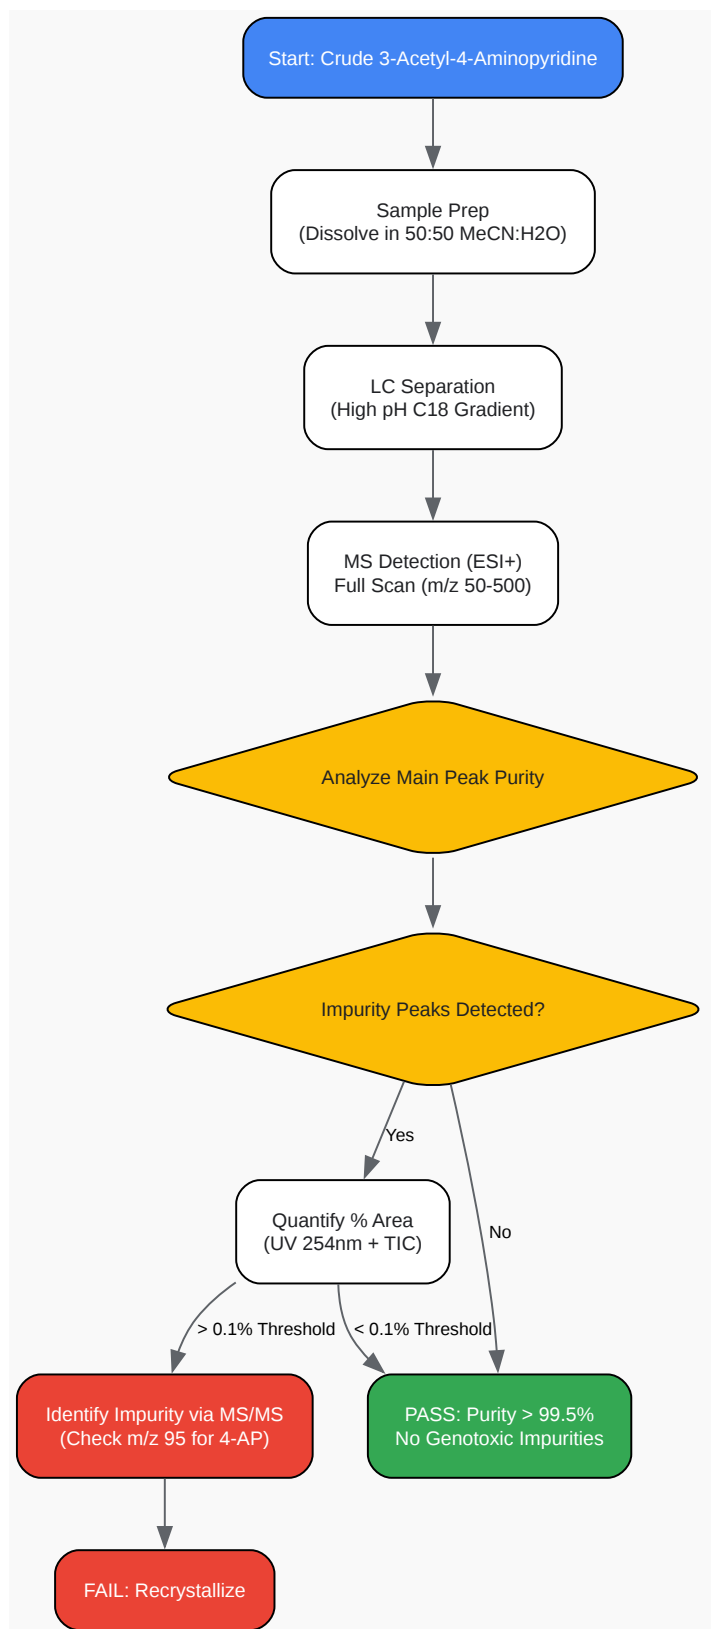 Start: Crude 3-Acetyl-4-Aminopyridine
Sample Prep
(Dissolve in 50:50 MeCN:H2O)
LC Separation
(High pH C18 Gradient)
MS Detection (ESI+)
Full Scan (m/z 50-500)
Analyze Main Peak Purity
Impurity Peaks Detected?
Yes
No
Quantify % Area
(UV 254nm + TIC)
> 0.1% Threshold
< 0.1% Threshold
Identify Impurity via MS/MS
(Check m/z 95 for 4-AP)
PASS: Purity > 99.5%
No Genotoxic Impurities
FAIL: Recrystallize